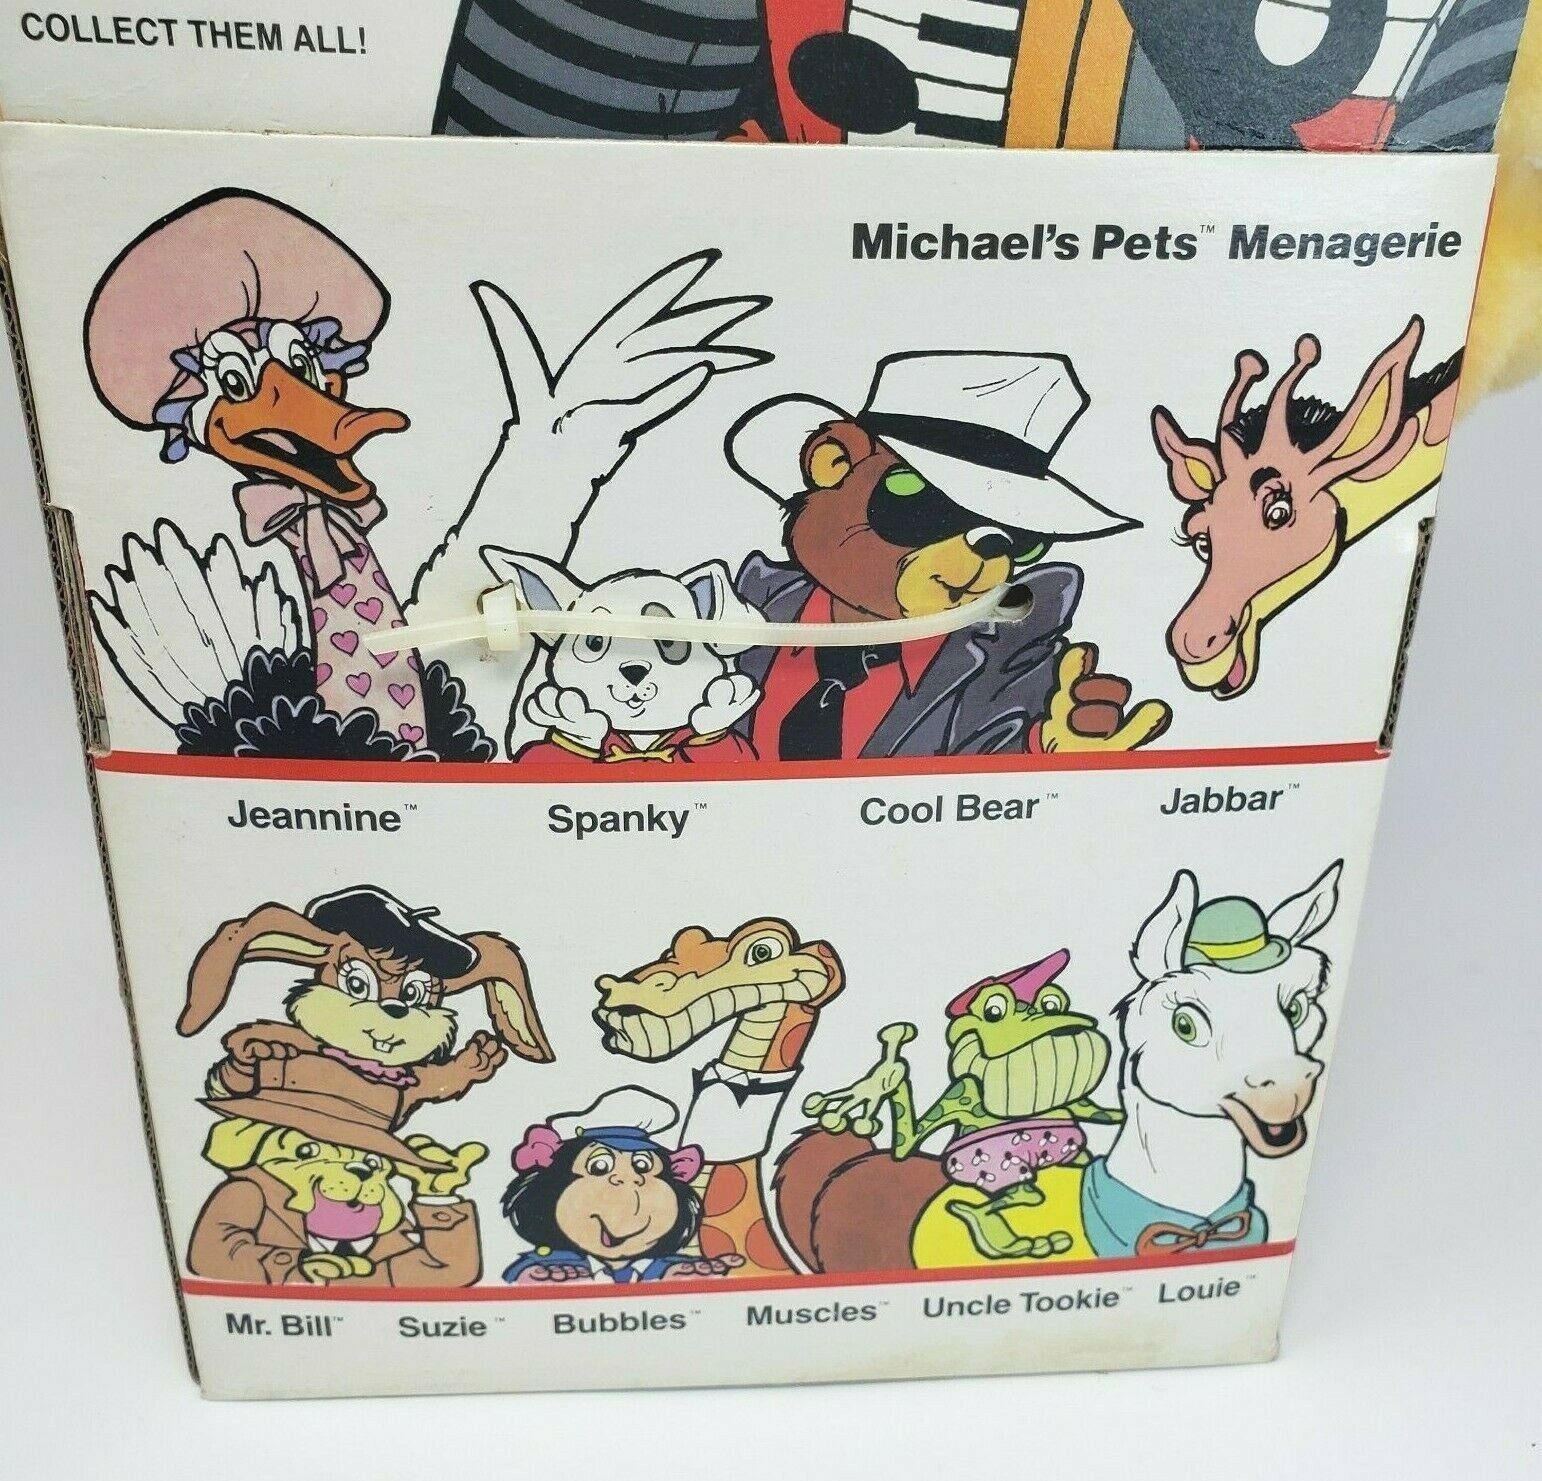 COLLECT THEM ALL!
Michael's Pets™ Menagerie
Jeannine™ Spanky™ Cool Bear™ Jabbar™
Mr. Bill™ Suzie™ Bubbles™ Muscles™ Uncle Tookie™ Louie™